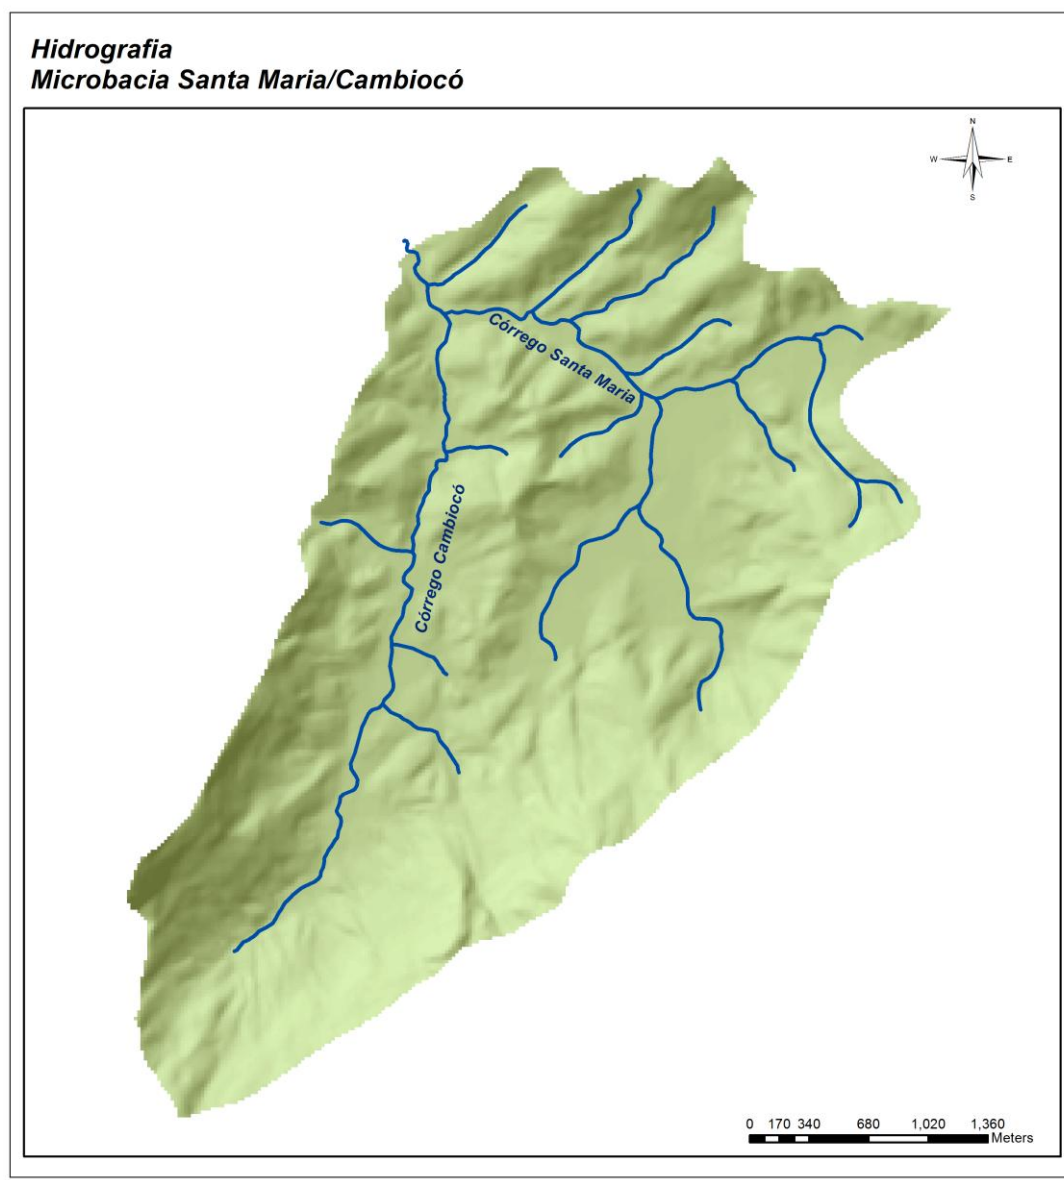 Hidrografia
Microbacia Santa Maria/Cambiocó
N
W E
S
Córrego Santa Maria
Córrego Cambiocó
0 170 340 680 1,020 1,360
Meters